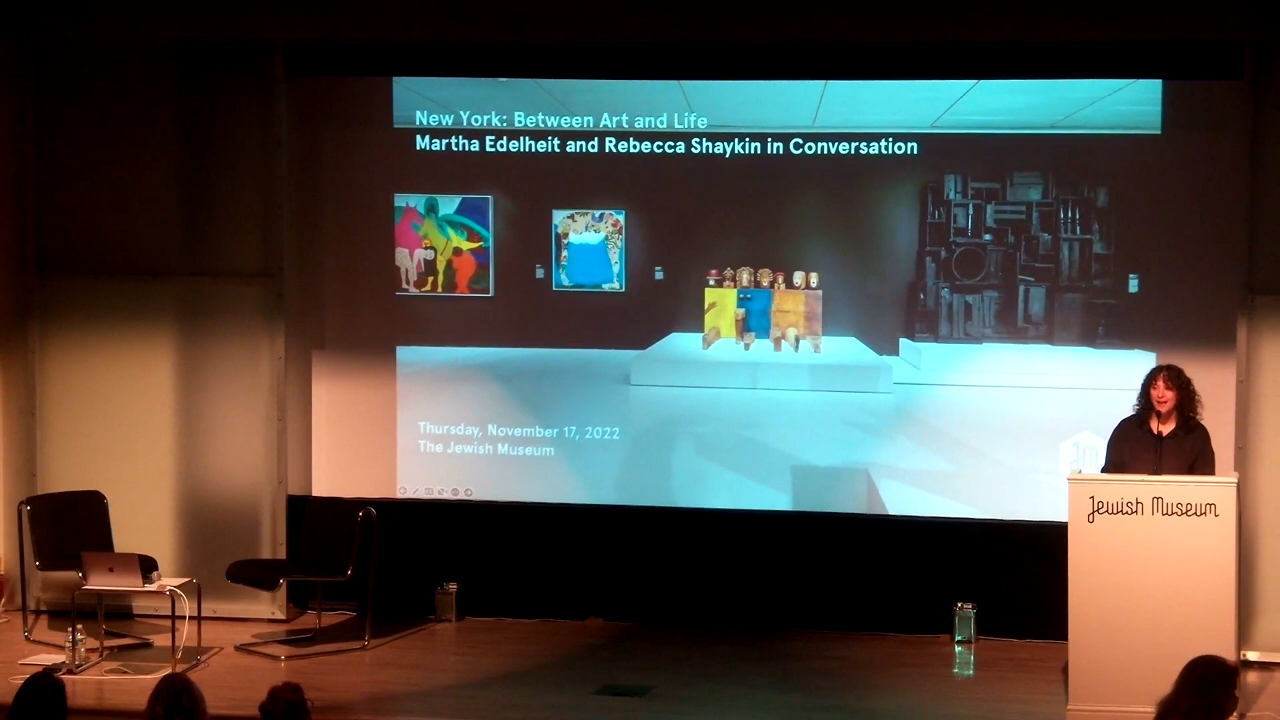 New York: Between Art and Life
Martha Edelheit and Rebecca Shaykin in Conversation
Thursday, November 17, 2022
The Jewish Museum
Jewish Museum